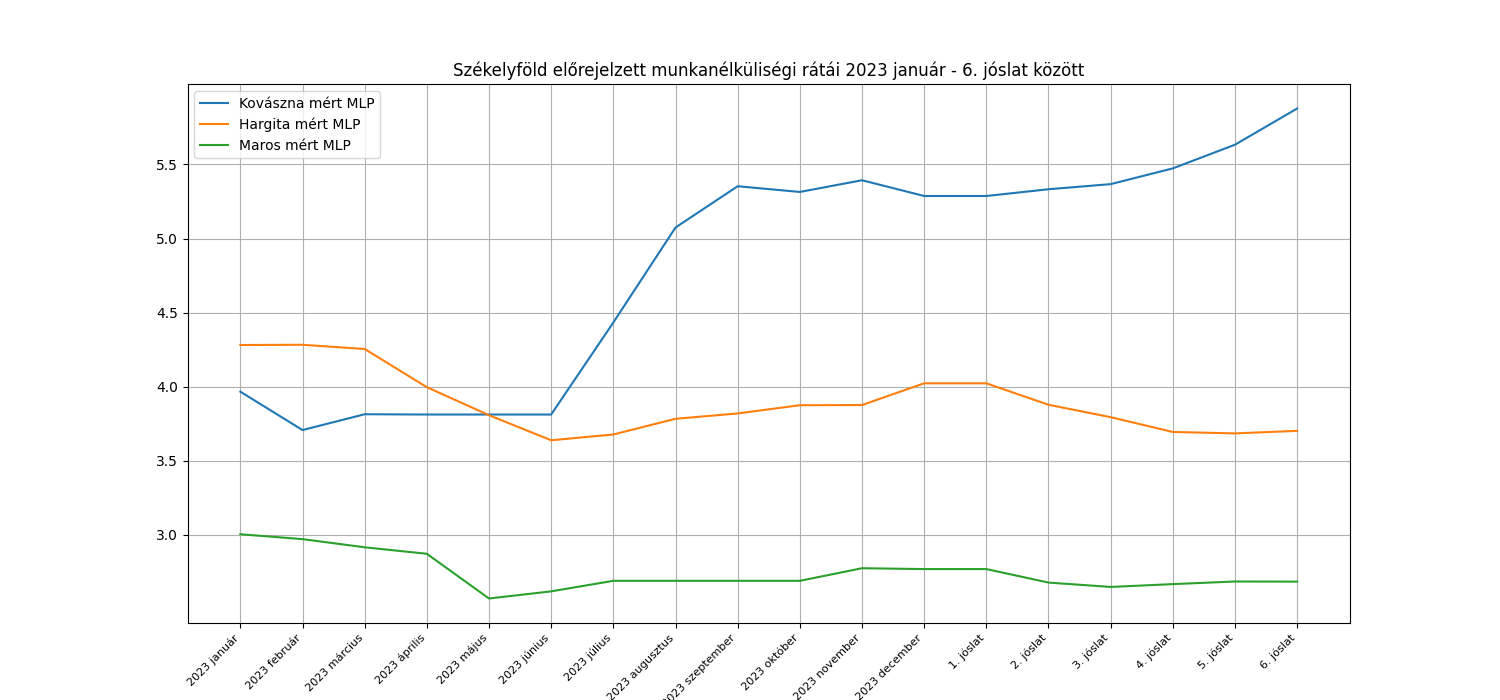 Székelyföld előrejelzett munkanélküliségi rátái 2023 január - 6. jóslat között
Kovászna mért MLP
Hargita mért MLP
Maros mért MLP
5.5
5.0
4.5
4.0
3.5
3.0
2023 január
2023 február
2023 március
2023 április
2023 május
2023 június
2023 július
2023 augusztus
2023 szeptember
2023 október
2023 november
2023 december
1. jóslat
2. jóslat
3. jóslat
4. jóslat
5. jóslat
6. jóslat